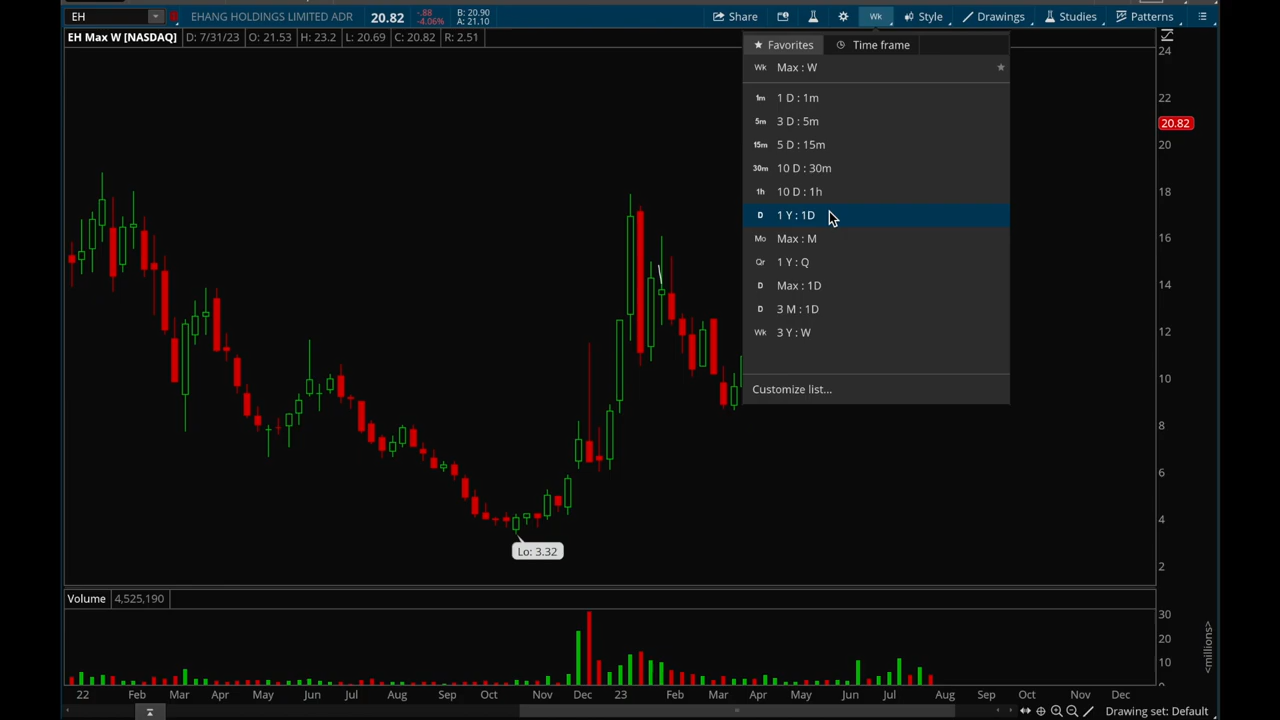 EH EHANG HOLDINGS LIMITED ADR 20.82 -.88 -4.06% B: 20.90 A: 21.10 Share Wk Style Drawings Studies Patterns
EH Max W [NASDAQ] D: 7/31/23 O: 21.53 H: 23.2 L: 20.69 C: 20.82 R: 2.51
Favorites Time frame
Wk Max : W
1m 1 D : 1m
5m 3 D : 5m
15m 5 D : 15m
30m 10 D : 30m
1h 10 D : 1h
D 1 Y : 1D
Mo Max : M
Qr 1 Y : Q
D Max : 1D
D 3 M : 1D
Wk 3 Y : W
Customize list...
24
22
20.82
20
18
16
14
12
10
8
6
4
2
Lo: 3.32
Volume 4,525,190
30
20
10
<millions>
22 Feb Mar Apr May Jun Jul Aug Sep Oct Nov Dec 23 Feb Mar Apr May Jun Jul Aug Sep Oct Nov Dec
Drawing set: Default